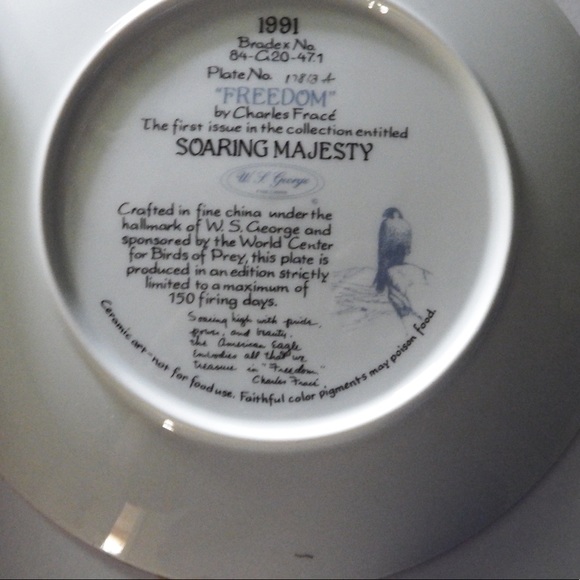 1991
Bradex No.
84-G20-47.1
Plate No. 17813 A
"FREEDOM"
by Charles Fracé
The first issue in the collection entitled
SOARING MAJESTY
W. S. George
©
Crafted in fine china under the
hallmark of W. S. George and
sponsored by the World Center
for Birds of Prey, this plate is
produced in an edition strictly
limited to a maximum of
150 firing days.
Soaring high with pride,
power, and beauty.
the American Eagle
Embodies all that we
treasure in "Freedom"
Charles Fracé
Ceramic art - not for food use. Faithful color pigments may poison food.